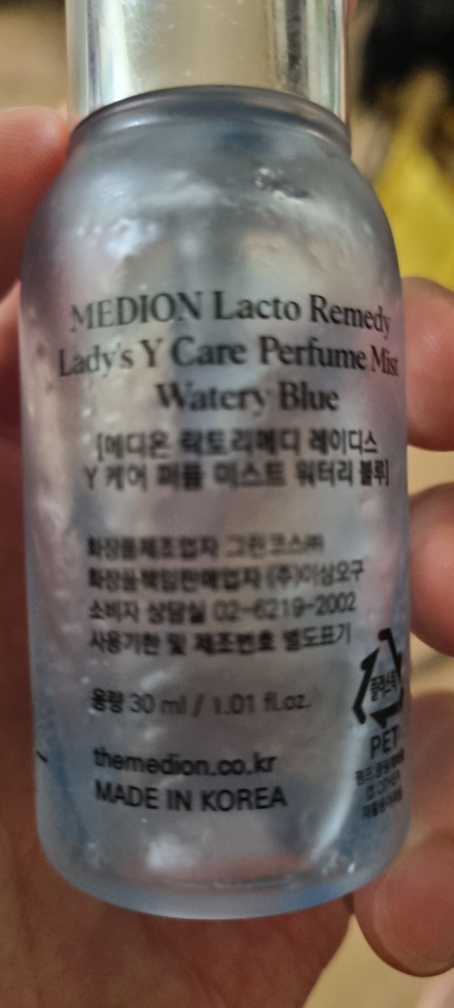 MEDION Lacto Remedy
Lady's Y Care Perfume Mist
Watery Blue
[메디온 락토리메디 레이디스
Y 케어 퍼퓸 미스트 워터리 블루]
화장품제조업자 그린코스㈜
화장품책임판매업자 (주)이삼오구
소비자 상담실 02-6219-2002
사용기한 및 제조번호 별도표기
용량 30 ml / 1.01 fl.oz.
themedion.co.kr
MADE IN KOREA
플라스틱
PET